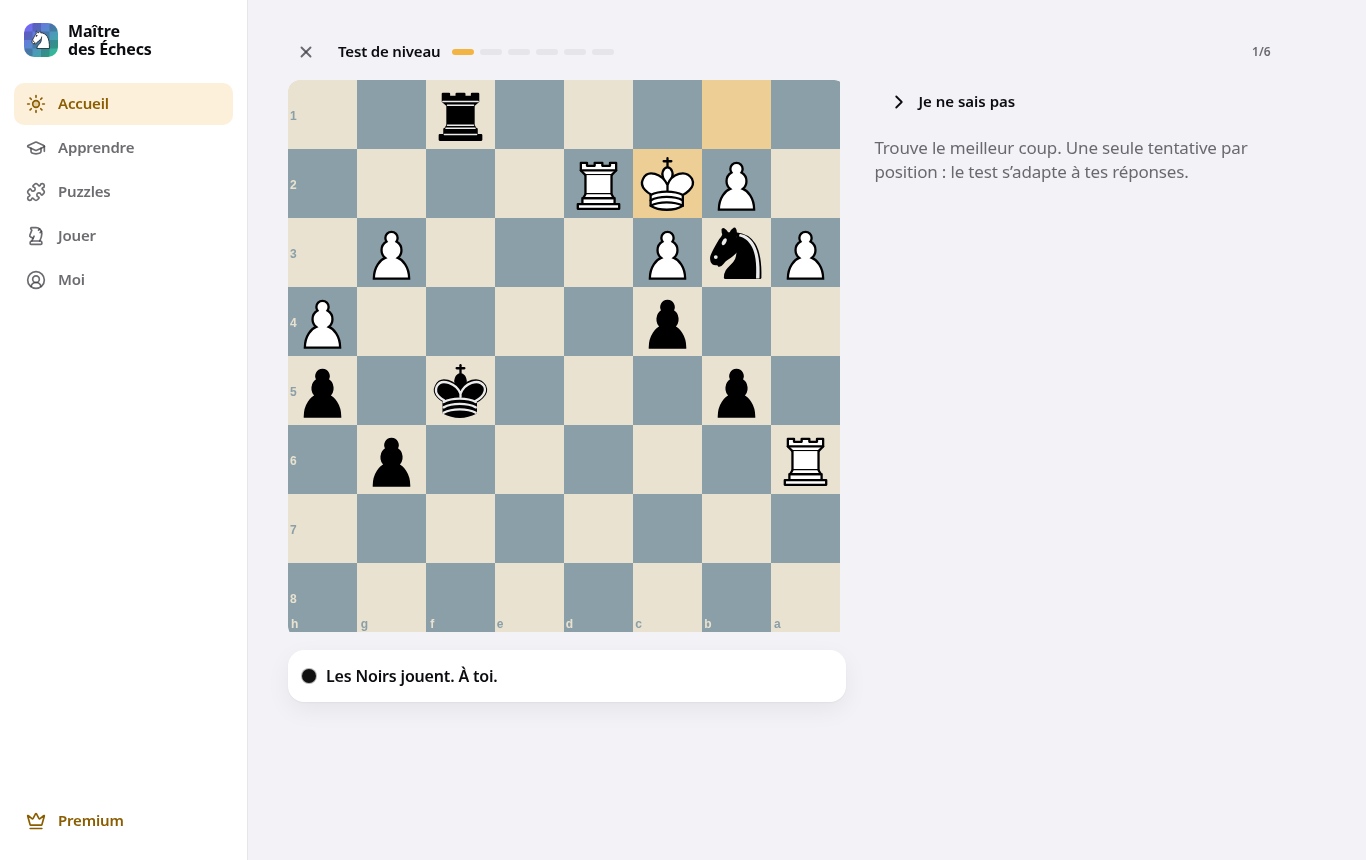 Maître
des Échecs
Accueil
Apprendre
Puzzles
Jouer
Moi
Premium
Test de niveau
1/6
1
2
3
4
5
6
7
8
h g f e d c b a
Les Noirs jouent. À toi.
Je ne sais pas
Trouve le meilleur coup. Une seule tentative par
position : le test s’adapte à tes réponses.